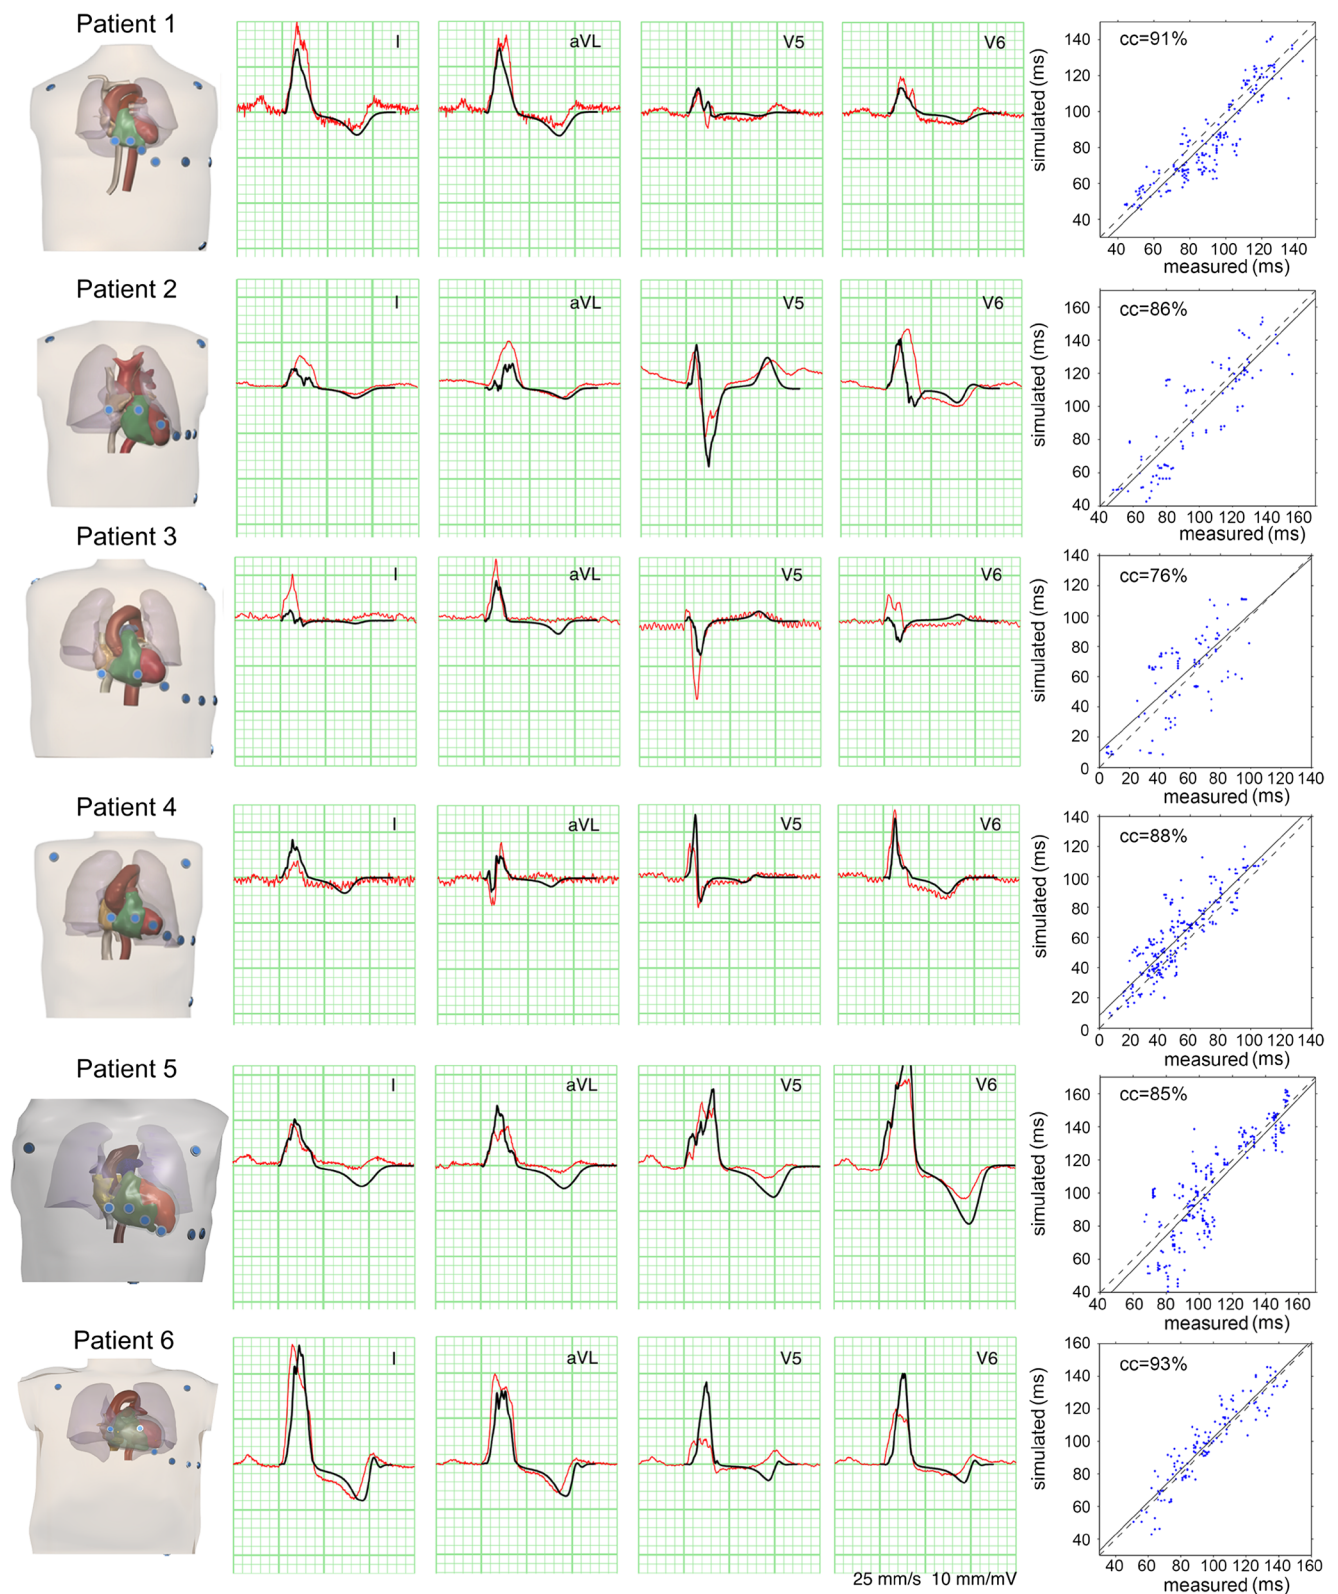 Patient 1
I
aVL
V5
V6
cc=91%
simulated (ms)
140
120
100
80
60
40
40 60 80 100 120 140
measured (ms)
Patient 2
I
aVL
V5
V6
cc=86%
simulated (ms)
160
140
120
100
80
60
40
40 60 80 100 120 140 160
measured (ms)
Patient 3
I
aVL
V5
V6
cc=76%
simulated (ms)
140
120
100
80
60
40
20
0
0 20 40 60 80 100 120 140
measured (ms)
Patient 4
I
aVL
V5
V6
cc=88%
simulated (ms)
140
120
100
80
60
40
20
0
0 20 40 60 80 100 120 140
measured (ms)
Patient 5
I
aVL
V5
V6
cc=85%
simulated (ms)
160
140
120
100
80
60
40
40 60 80 100 120 140 160
measured (ms)
Patient 6
I
aVL
V5
V6
cc=93%
simulated (ms)
160
140
120
100
80
60
40
40 60 80 100 120 140 160
measured (ms)
25 mm/s 10 mm/mV